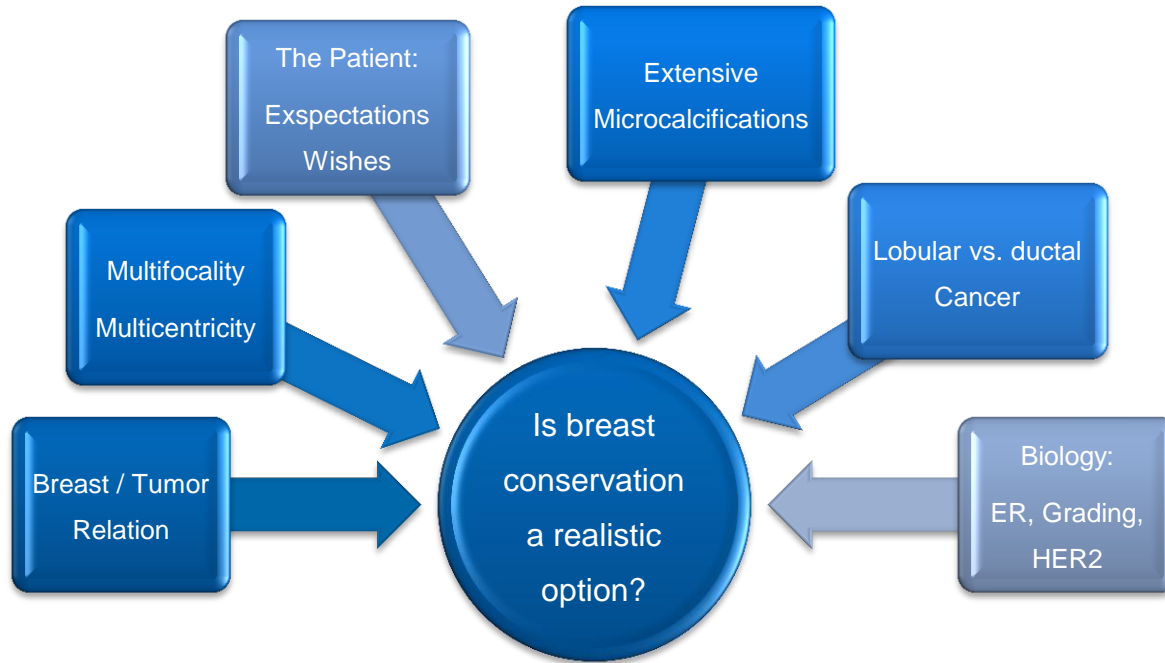 The Patient:
Exspectations
Wishes
Extensive
Microcalcifications
Multifocality
Multicentricity
Lobular vs. ductal
Cancer
Breast / Tumor
Relation
Is breast
conservation
a realistic
option?
Biology:
ER, Grading,
HER2